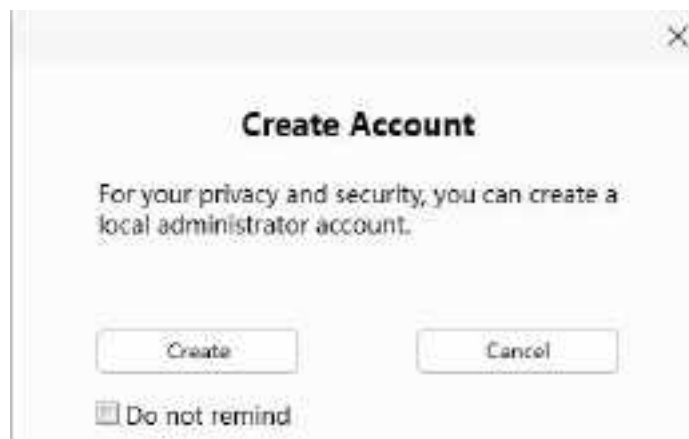 Create Account
For your privacy and security, you can create a
local administrator account.
Create
Cancel
Do not remind